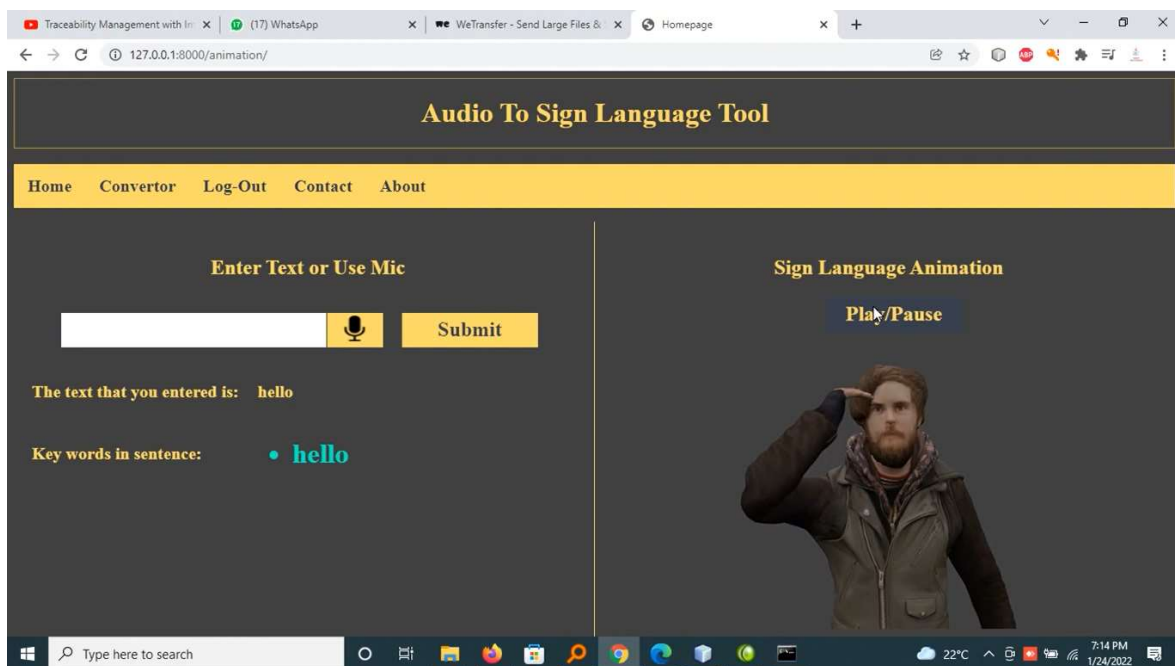 Traceability Management with In
(17) WhatsApp
WeTransfer - Send Large Files &
Homepage
127.0.0.1:8000/animation/
ABP
Audio To Sign Language Tool
Home Convertor Log-Out Contact About
Enter Text or Use Mic
Submit
The text that you entered is: hello
Key words in sentence:
• hello
Sign Language Animation
Play/Pause
Type here to search
22°C
7:14 PM
1/24/2022